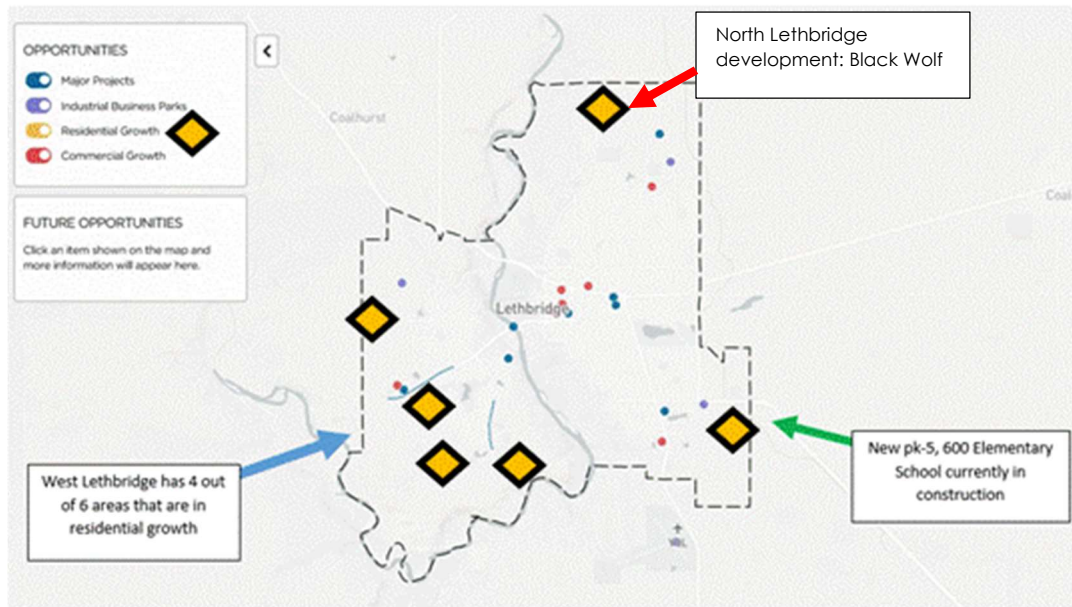 OPPORTUNITIES
Major Projects
Industrial Business Parks
Residential Growth
Commercial Growth
FUTURE OPPORTUNITIES
Click an item shown on the map and
more information will appear here.
North Lethbridge
development: Black Wolf
Coalhurst
Lethbridge
West Lethbridge has 4 out
of 6 areas that are in
residential growth
New pk-5, 600 Elementary
School currently in
construction